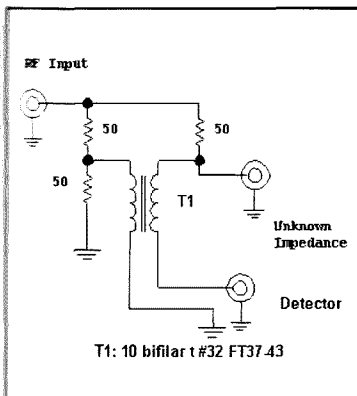 RF Input
50
50
50
T1
Unknown
Impedance
Detector
T1: 10 bifilar t #32 FT37-43